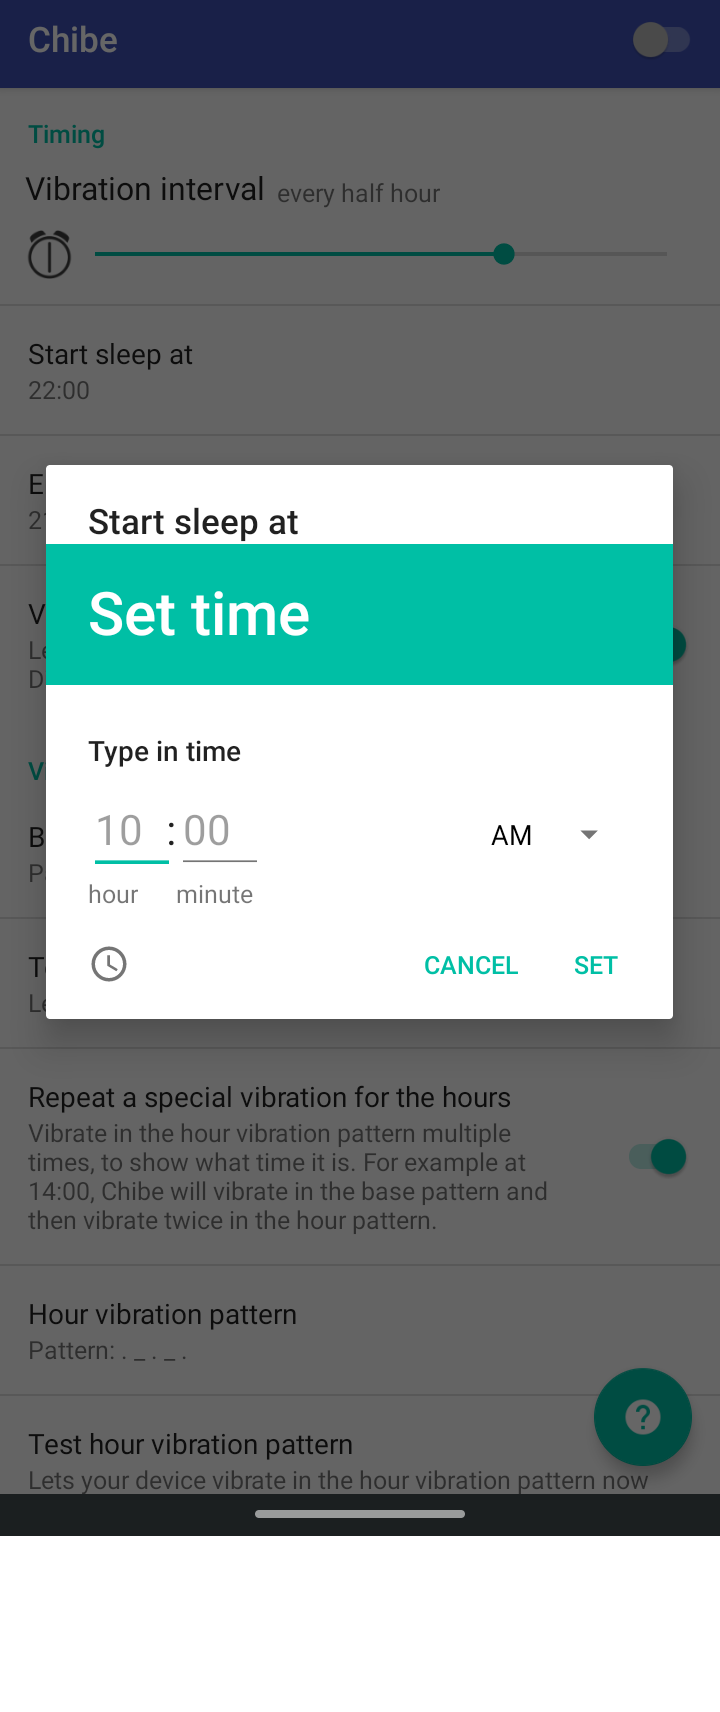 Chibe
Timing
Vibration interval every half hour
Start sleep at
22:00
E
2
Start sleep at
Set time
V
Le
D
Type in time
V
10 : 00 AM
B
hour minute
P
CANCEL SET
T
Le
Repeat a special vibration for the hours
Vibrate in the hour vibration pattern multiple
times, to show what time it is. For example at
14:00, Chibe will vibrate in the base pattern and
then vibrate twice in the hour pattern.
Hour vibration pattern
Pattern: . _ . _ .
Test hour vibration pattern
Lets your device vibrate in the hour vibration pattern now